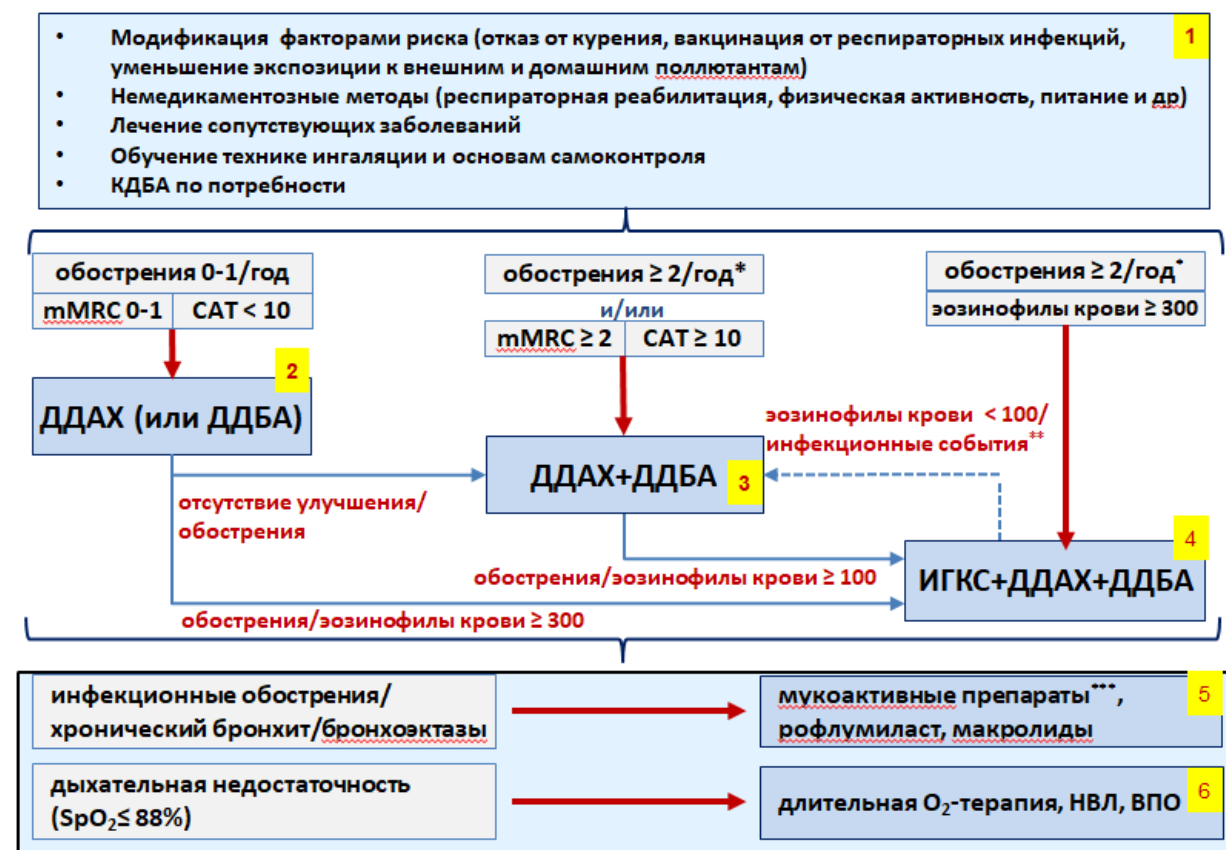 • Модификация факторами риска (отказ от курения, вакцинация от респираторных инфекций,
уменьшение экспозиции к внешним и домашним поллютантам)
• Немедикаментозные методы (респираторная реабилитация, физическая активность, питание и др)
• Лечение сопутствующих заболеваний
• Обучение технике ингаляции и основам самоконтроля
• КДБА по потребности
1
обострения 0-1/год
mMRC 0-1
CAT < 10
обострения ≥ 2/год*
и/или
mMRC ≥ 2
CAT ≥ 10
обострения ≥ 2/год*
эозинофилы крови ≥ 300
2
ДДАХ (или ДДБА)
эозинофилы крови < 100/
инфекционные события**
ДДАХ+ДДБА
3
отсутствие улучшения/
обострения
4
ИГКС+ДДАХ+ДДБА
обострения/эозинофилы крови ≥ 100
обострения/эозинофилы крови ≥ 300
инфекционные обострения/
хронический бронхит/бронхоэктазы
мукоактивные препараты***,
рофлумиласт, макролиды
5
дыхательная недостаточность
(SpO₂≤ 88%)
длительная O₂-терапия, НВЛ, ВПО
6